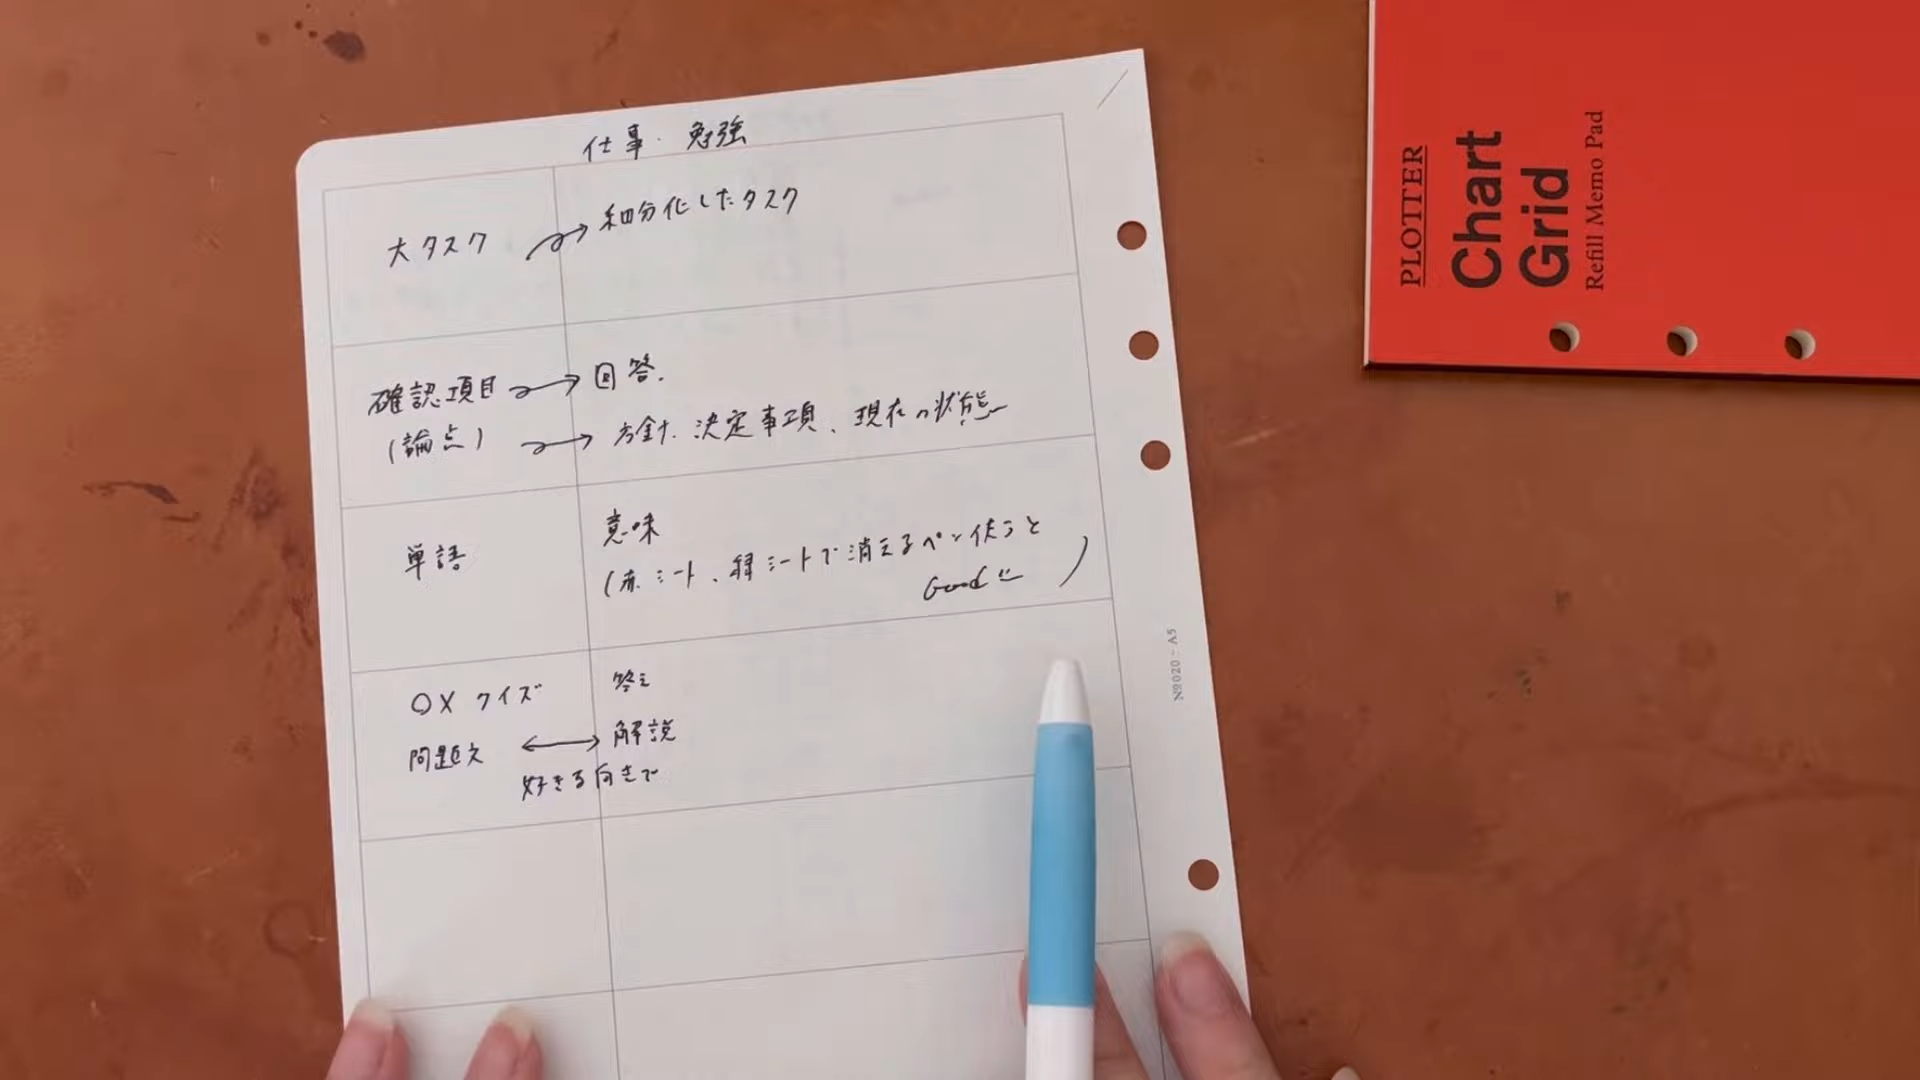 仕事・勉強
大タスク → 細分化したタスク
確認項目 → 回答.
(論点) → 方針、決定事項、現在の状態
単語
意味
(赤シート、緑シートで消えるペン使うと
Good )
○× クイズ
答え
問題文 ↔ 解説
好きな向きで
№020 - A5
PLOTTER
Chart
Grid
Refill Memo Pad